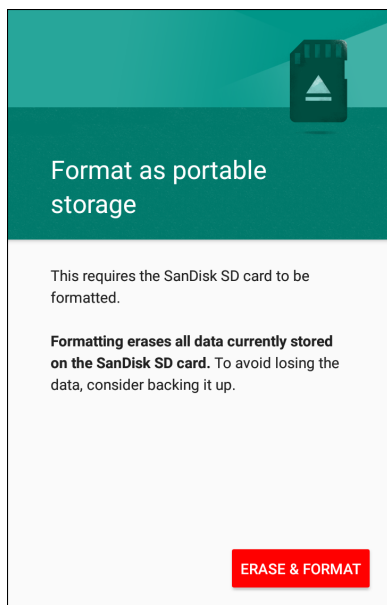 Format as portable
storage
This requires the SanDisk SD card to be
formatted.
Formatting erases all data currently stored
on the SanDisk SD card. To avoid losing the
data, consider backing it up.
ERASE & FORMAT